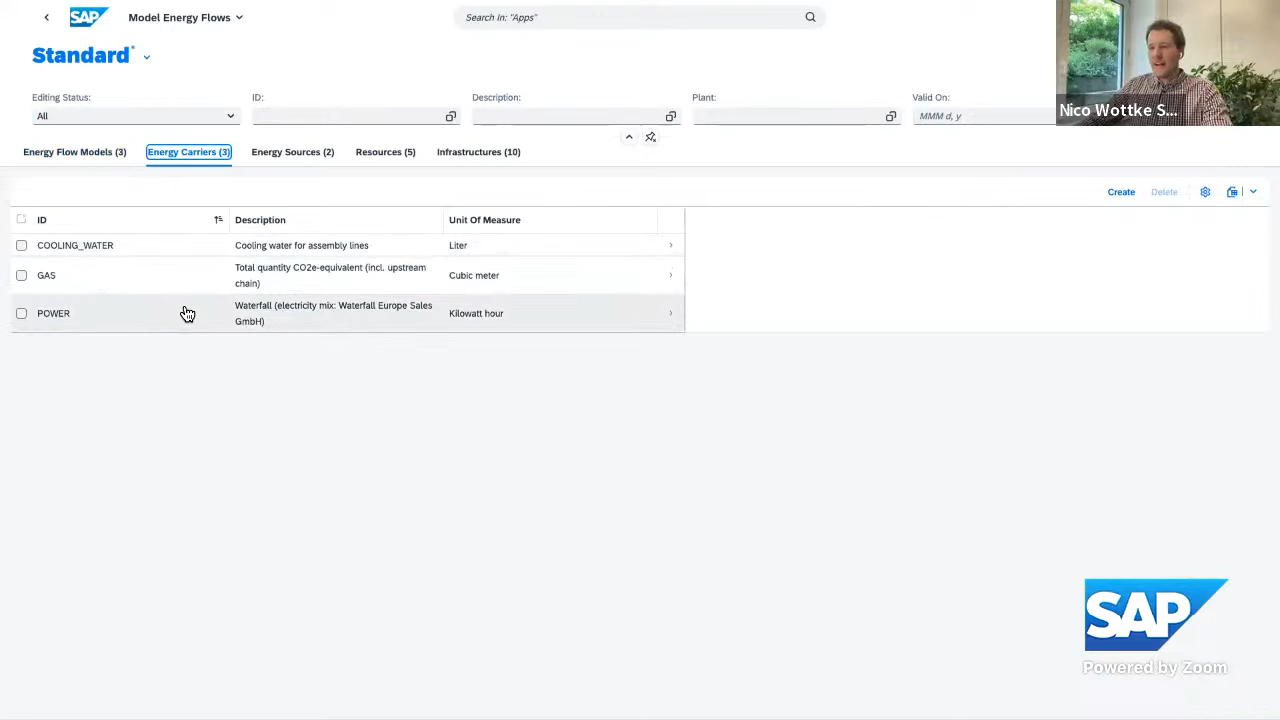 SAP
Model Energy Flows
Search In: "Apps"
Standard*
Editing Status:
ID:
Description:
Plant:
Valid On:
All
MMM d, y
Nico Wottke S...
Energy Flow Models (3)
Energy Carriers (3)
Energy Sources (2)
Resources (5)
Infrastructures (10)
Create
Delete
ID
Description
Unit Of Measure
COOLING_WATER
Cooling water for assembly lines
Liter
GAS
Total quantity CO2e-equivalent (incl. upstream
chain)
Cubic meter
POWER
Waterfall (electricity mix: Waterfall Europe Sales
GmbH)
Kilowatt hour
SAP
Powered by Zoom